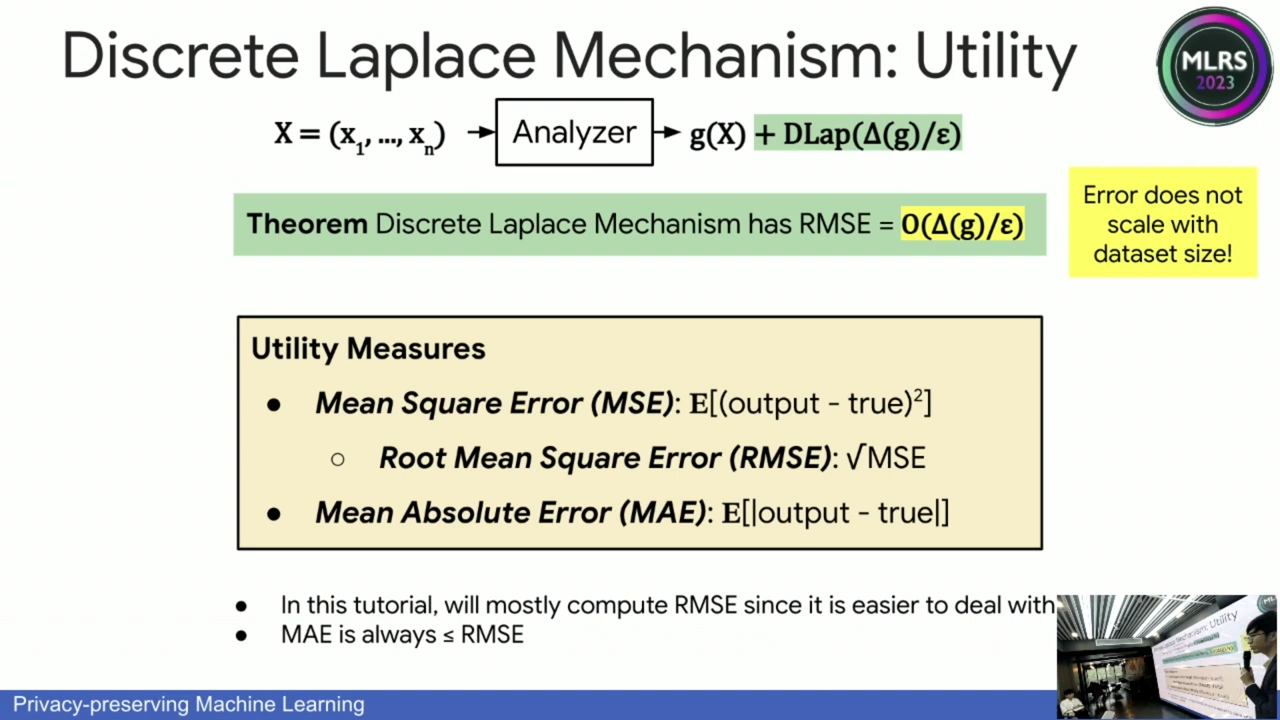 Discrete Laplace Mechanism: Utility
MLRS
2023
X = (x₁, ..., xₙ) → Analyzer → g(X) + DLap(Δ(g)/ε)
Theorem Discrete Laplace Mechanism has RMSE = O(Δ(g)/ε)
Error does not
scale with
dataset size!
Utility Measures
● Mean Square Error (MSE): E[(output - true)²]
○ Root Mean Square Error (RMSE): √MSE
● Mean Absolute Error (MAE): E[|output - true|]
● In this tutorial, will mostly compute RMSE since it is easier to deal with
● MAE is always ≤ RMSE
Privacy-preserving Machine Learning